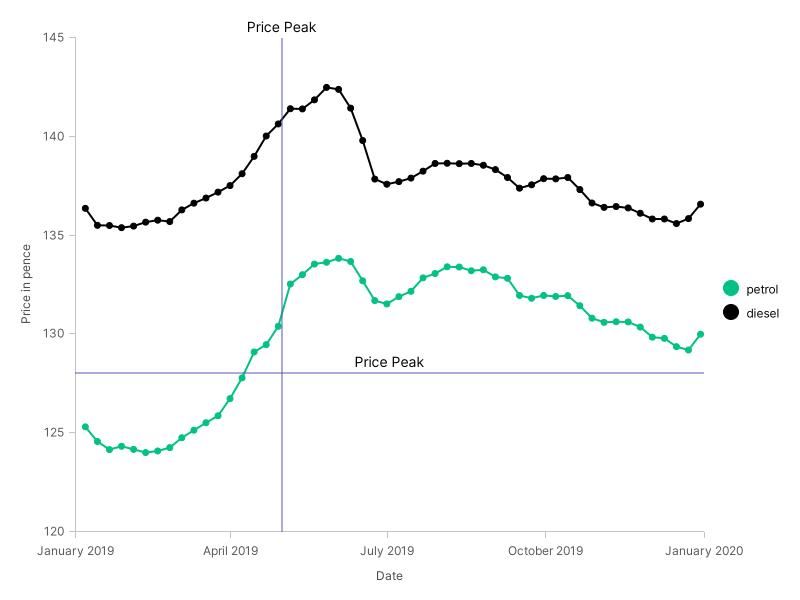 Price Peak
145
140
135
130
125
120
Price in pence
Price Peak
January 2019
April 2019
July 2019
October 2019
January 2020
Date
petrol
diesel